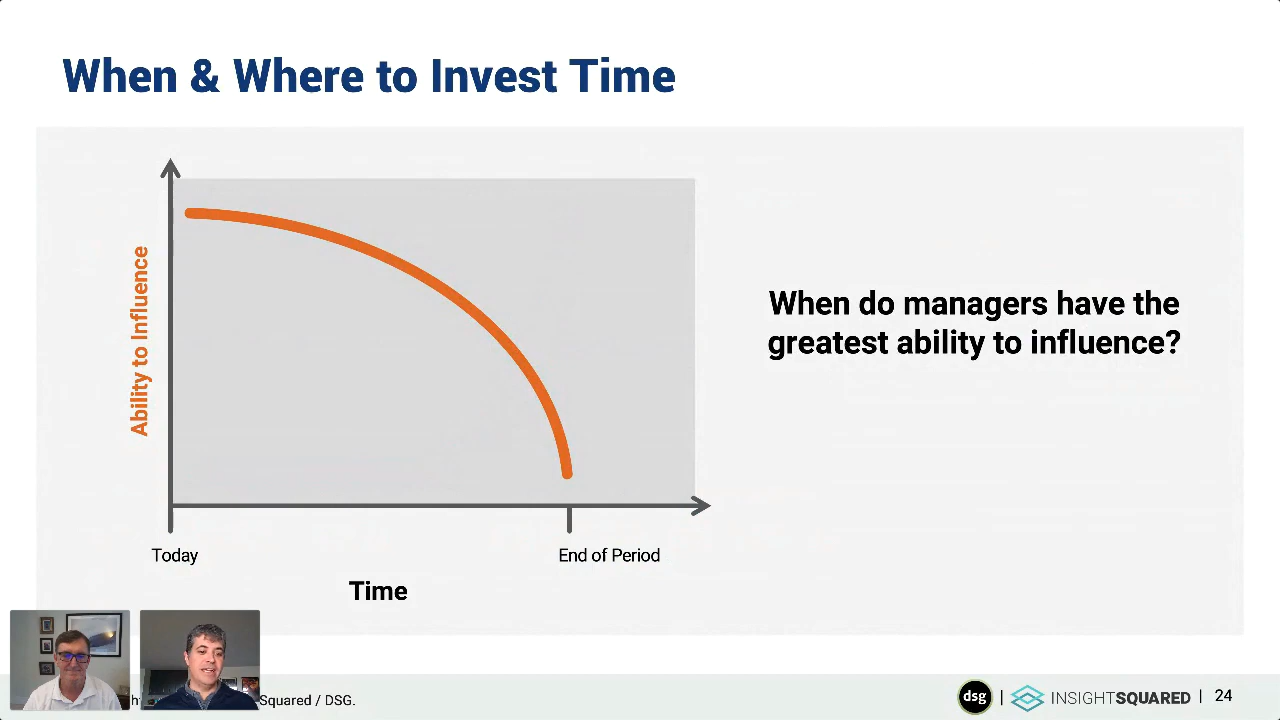 When & Where to Invest Time
Ability to Influence
When do managers have the
greatest ability to influence?
Today
End of Period
Time
Squared / DSG.
dsg | INSIGHTSQUARED | 24